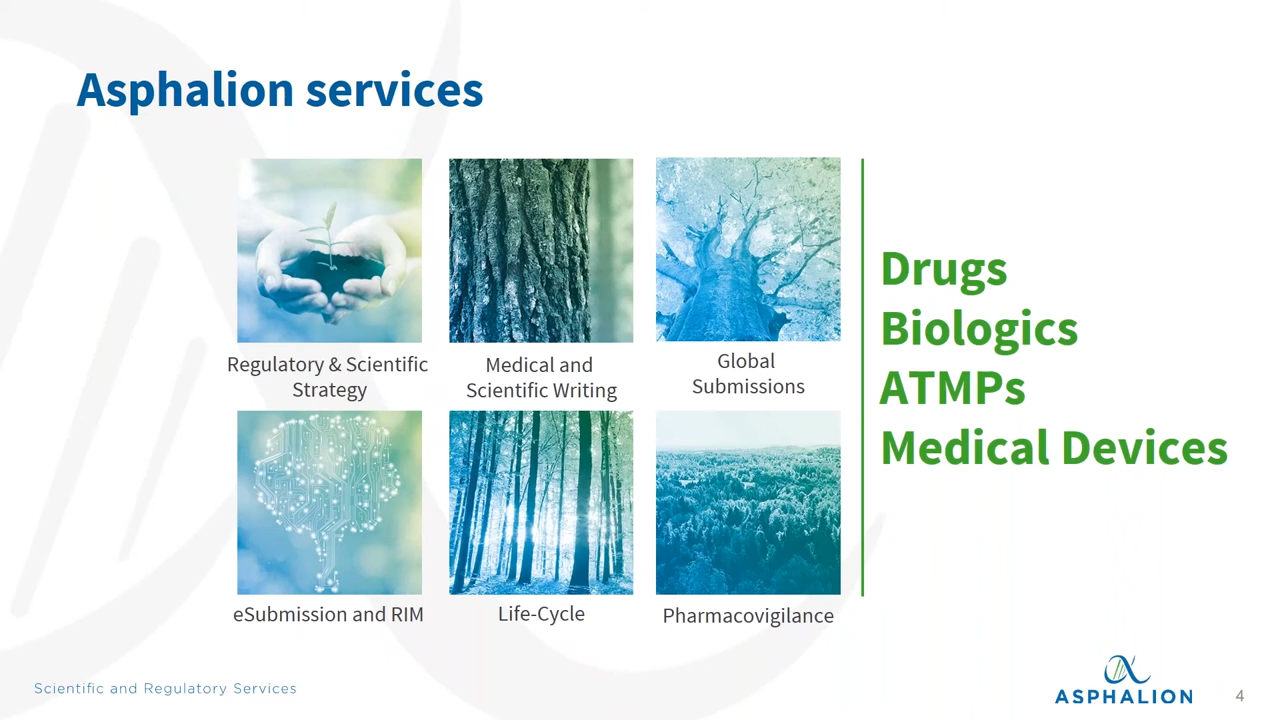 Asphalion services
Regulatory & Scientific
Strategy
Medical and
Scientific Writing
Global
Submissions
eSubmission and RIM
Life-Cycle
Pharmacovigilance
Drugs
Biologics
ATMPs
Medical Devices
Scientific and Regulatory Services
ASPHALION
4